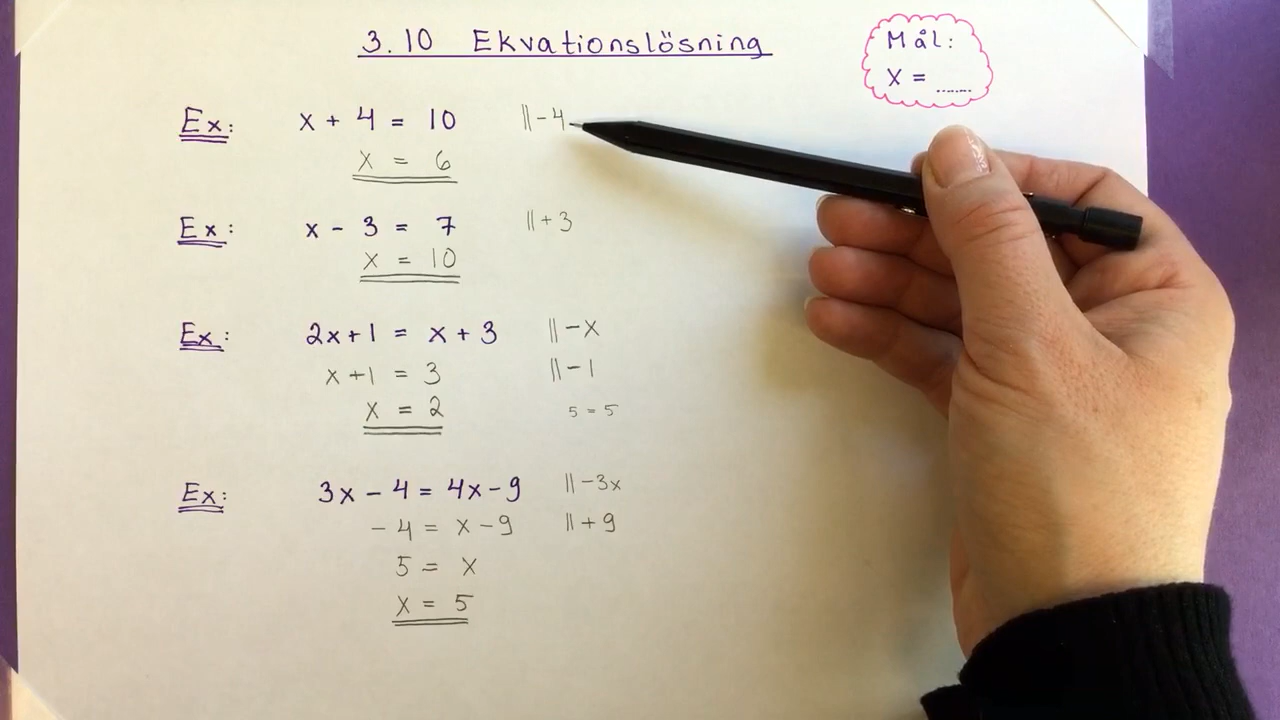 3.10 Ekvationslösning
Mål:
X = .......
Ex: x + 4 = 10 || - 4
x = 6
Ex: x - 3 = 7 || + 3
x = 10
Ex: 2x + 1 = x + 3 || - x
x + 1 = 3 || - 1
x = 2 5 = 5
Ex: 3x - 4 = 4x - 9 || - 3x
- 4 = x - 9 || + 9
5 = x
x = 5